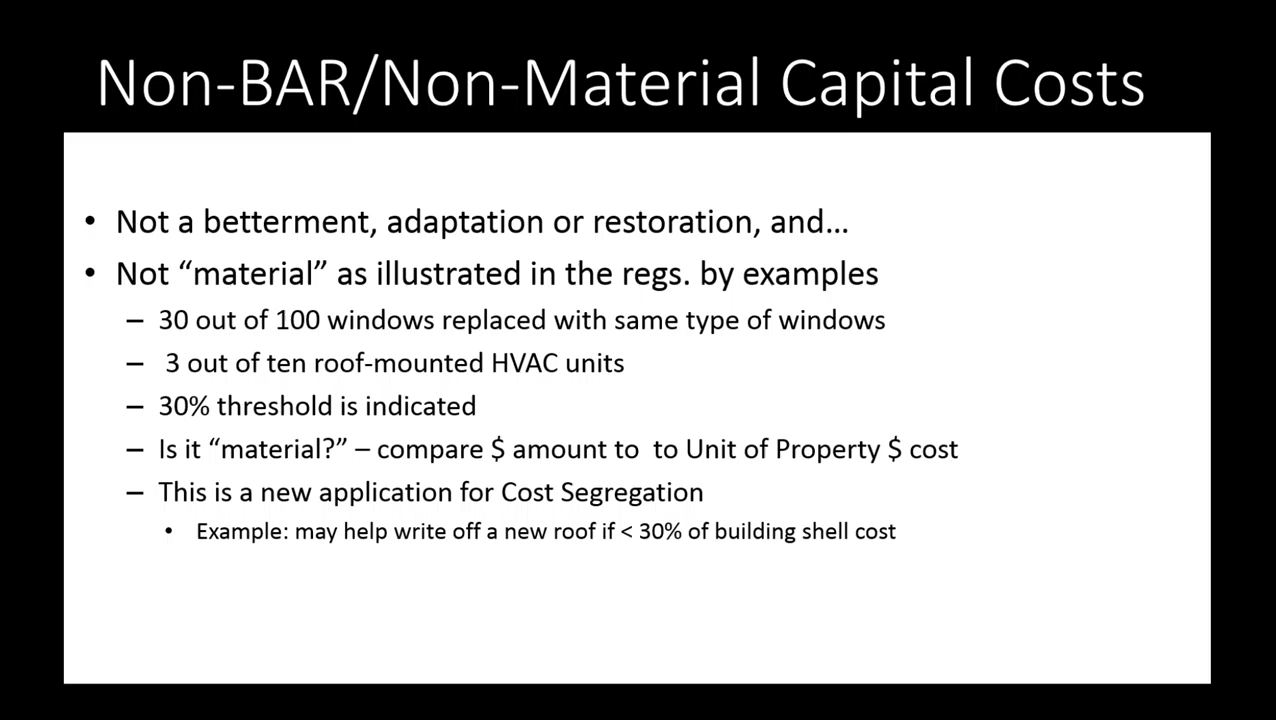 Non-BAR/Non-Material Capital Costs
• Not a betterment, adaptation or restoration, and…
• Not “material” as illustrated in the regs. by examples
– 30 out of 100 windows replaced with same type of windows
– 3 out of ten roof-mounted HVAC units
– 30% threshold is indicated
– Is it “material?” – compare $ amount to to Unit of Property $ cost
– This is a new application for Cost Segregation
• Example: may help write off a new roof if < 30% of building shell cost